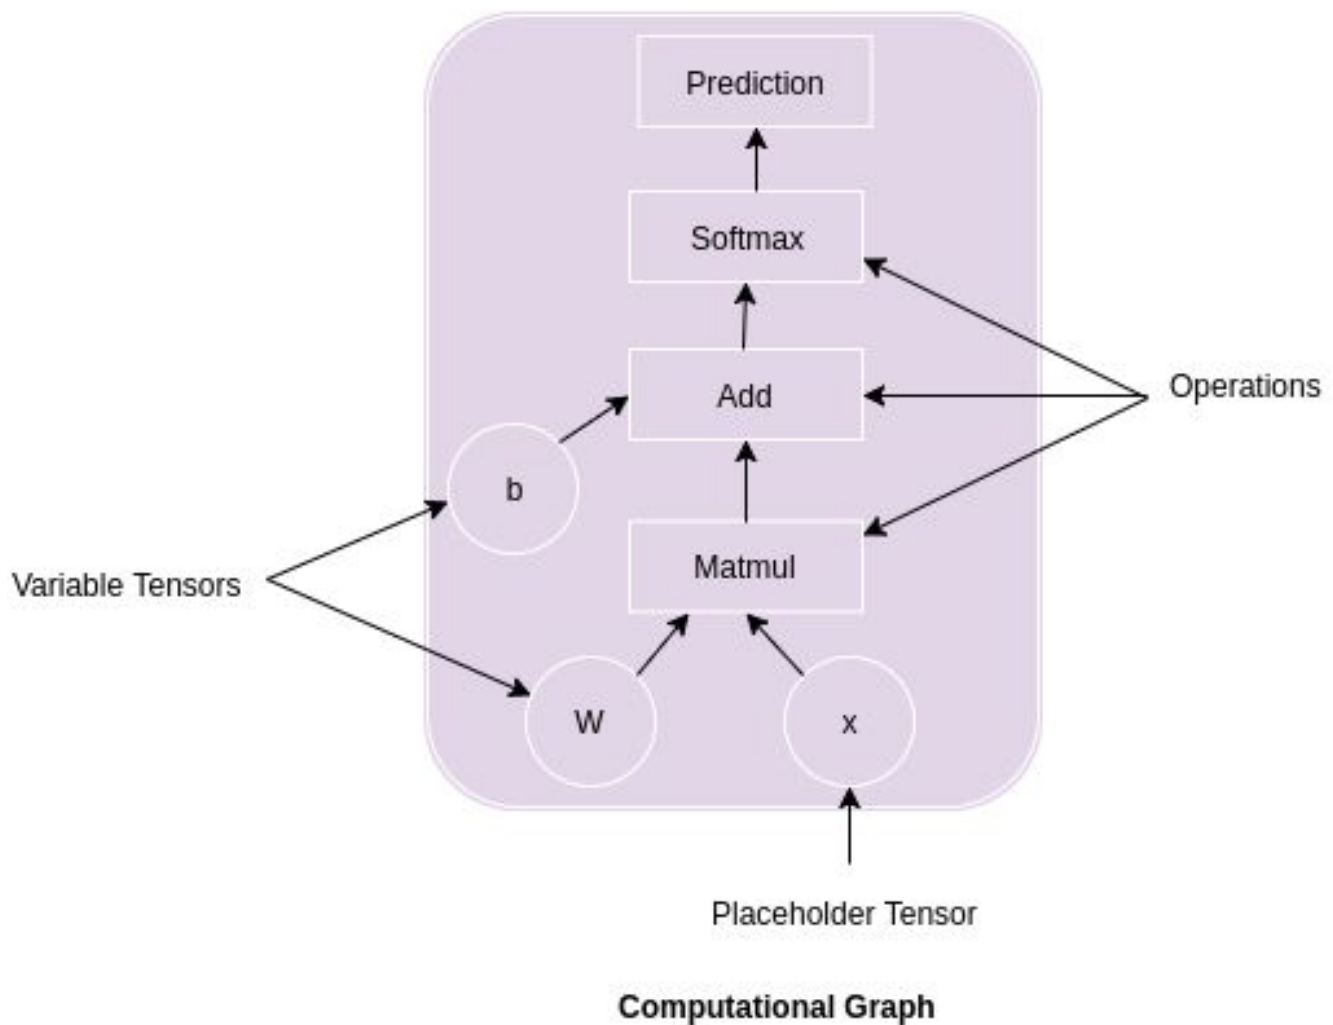 Prediction
Softmax
Operations
Add
b
Matmul
Variable Tensors
W
x
Placeholder Tensor
Computational Graph